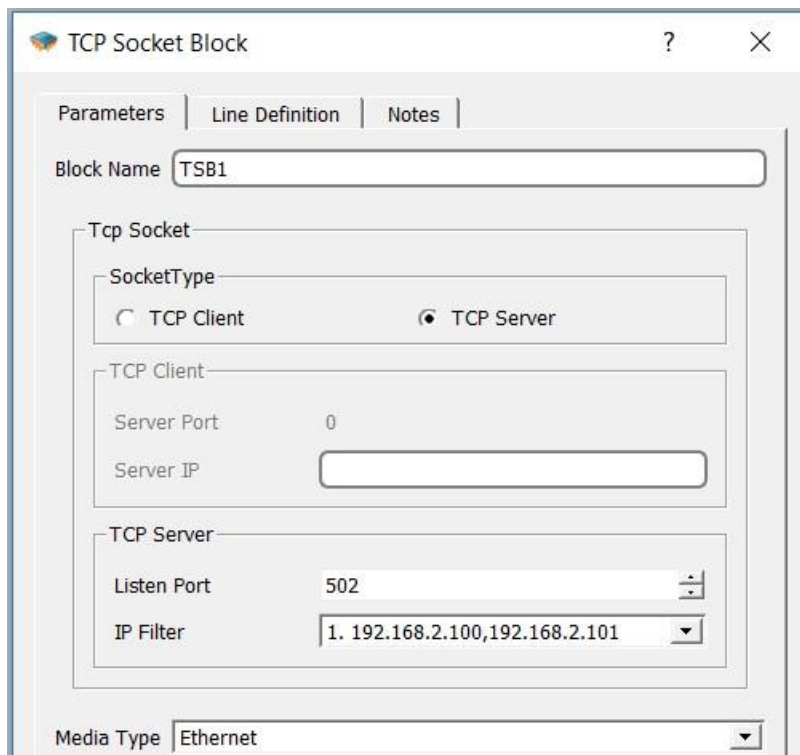 TCP Socket Block ?
Parameters Line Definition Notes
Block Name TSB1
Tcp Socket
SocketType
TCP Client TCP Server
TCP Client
Server Port 0
Server IP
TCP Server
Listen Port 502
IP Filter 1. 192.168.2.100,192.168.2.101
Media Type Ethernet